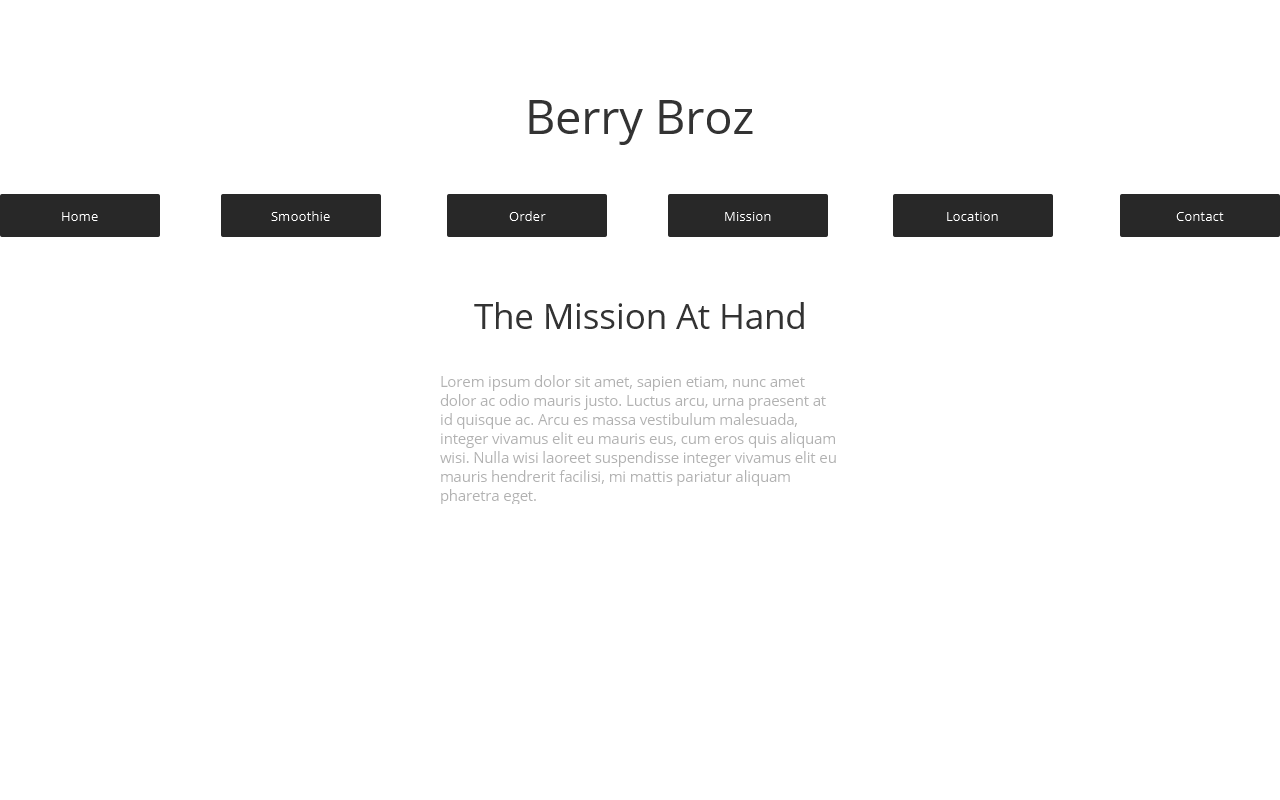 Berry Broz
Home Smoothie Order Mission Location Contact
The Mission At Hand
Lorem ipsum dolor sit amet, sapien etiam, nunc amet
dolor ac odio mauris justo. Luctus arcu, urna praesent at
id quisque ac. Arcu es massa vestibulum malesuada,
integer vivamus elit eu mauris eus, cum eros quis aliquam
wisi. Nulla wisi laoreet suspendisse integer vivamus elit eu
mauris hendrerit facilisi, mi mattis pariatur aliquam
pharetra eget.